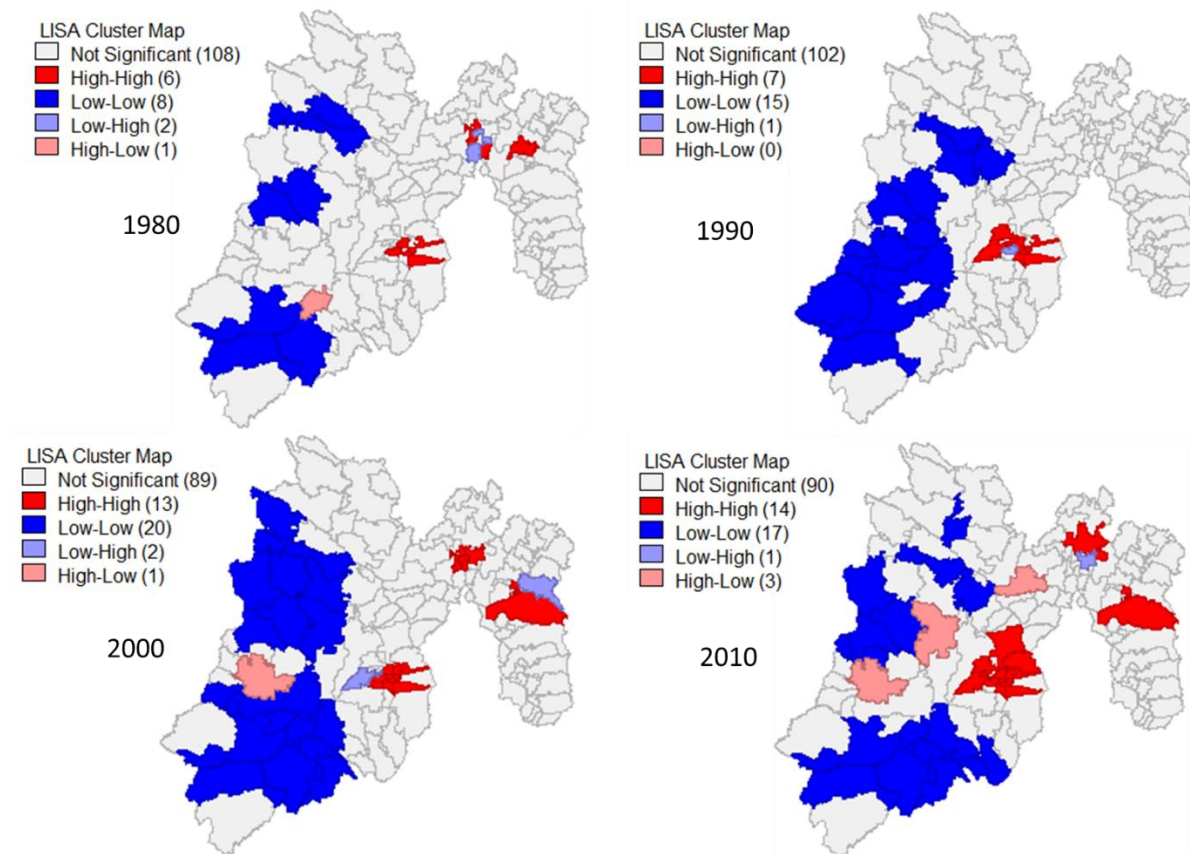 LISA Cluster Map
Not Significant (108)
High-High (6)
Low-Low (8)
Low-High (2)
High-Low (1)
1980
LISA Cluster Map
Not Significant (102)
High-High (7)
Low-Low (15)
Low-High (1)
High-Low (0)
1990
LISA Cluster Map
Not Significant (89)
High-High (13)
Low-Low (20)
Low-High (2)
High-Low (1)
2000
LISA Cluster Map
Not Significant (90)
High-High (14)
Low-Low (17)
Low-High (1)
High-Low (3)
2010